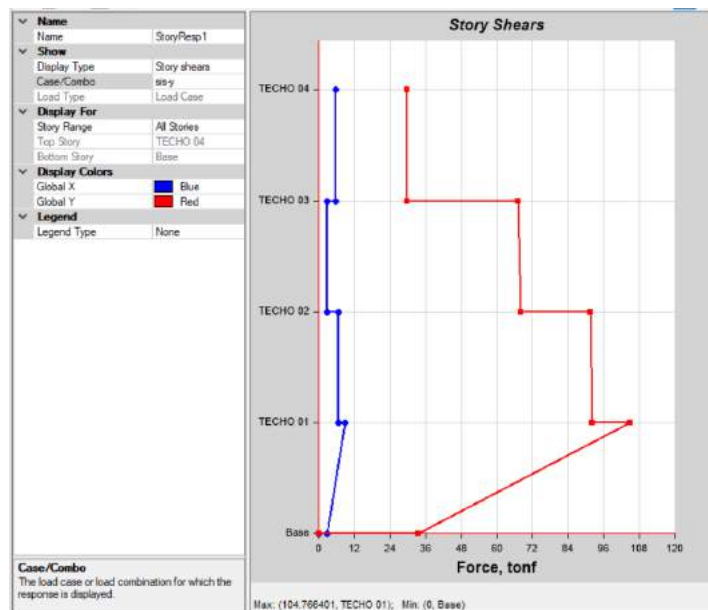 Name
Name StoryResp1
Show
Display Type Story shears
Case/Combo sis-y
Load Type Load Case
Display For
Story Range All Stories
Top Story TECHO 04
Bottom Story Base
Display Colors
Global X Blue
Global Y Red
Legend
Legend Type None
Case/Combo
The load case or load combination for which the
response is displayed.
Story Shears
TECHO 04
TECHO 03
TECHO 02
TECHO 01
Base
0 12 24 36 48 60 72 84 96 108 120
Force, tonf
Max: (104.766401, TECHO 01); Min: (0, Base)